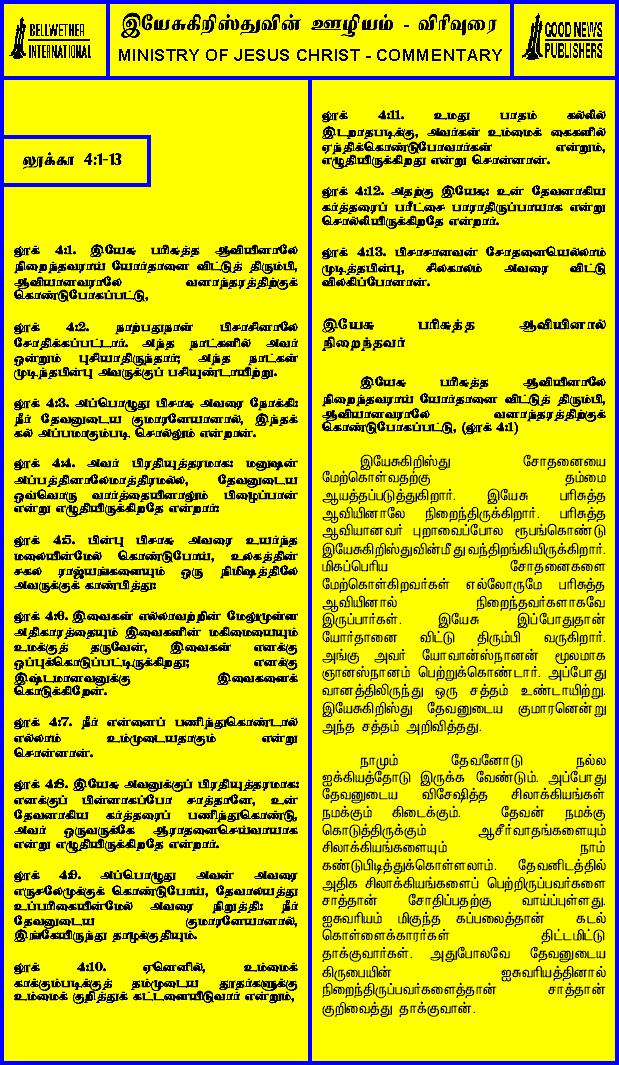 BELLWETHER
INTERNATIONAL
இயேசுகிறிஸ்துவின் ஊழியம் - விரிவுரை
MINISTRY OF JESUS CHRIST - COMMENTARY
GOOD NEWS
PUBLISHERS
லூக்கா 4:1-13
லூக் 4:1. இயேசு பரிசுத்த ஆவியினாலே
நிறைந்தவராய் யோர்தானை விட்டுத் திரும்பி,
ஆவியானவராலே வனாந்தரத்திற்குக்
கொண்டுபோகப்பட்டு,
லூக் 4:2. நாற்பதுநாள் பிசாசினாலே
சோதிக்கப்பட்டார். அந்த நாட்களில் அவர்
ஒன்றும் புசியாதிருந்தார்; அந்த நாட்கள்
முடிந்தபின்பு அவருக்குப் பசியுண்டாயிற்று.
லூக் 4:3. அப்பொழுது பிசாசு அவரை நோக்கி:
நீர் தேவனுடைய குமாரனேயானால், இந்தக்
கல் அப்பமாகும்படி சொல்லும் என்றான்.
லூக் 4:4. அவர் பிரதியுத்தரமாக: மனுஷன்
அப்பத்தினாலேமாத்திரமல்ல, தேவனுடைய
ஒவ்வொரு வார்த்தையினாலும் பிழைப்பான்
என்று எழுதியிருக்கிறதே என்றார்:
லூக் 4:5. பின்பு பிசாசு அவரை உயர்ந்த
மலையின்மேல் கொண்டுபோய், உலகத்தின்
சகல ராஜ்யங்களையும் ஒரு நிமிஷத்திலே
அவருக்குக் காண்பித்து:
லூக் 4:6. இவைகள் எல்லாவற்றின் மேலுமுள்ள
அதிகாரத்தையும் இவைகளின் மகிமையையும்
உமக்குத் தருவேன், இவைகள் எனக்கு
ஒப்புக்கொடுப்பட்டிருக்கிறது; எனக்கு
இஷ்டமானவனுக்கு இவைகளைக்
கொடுக்கிறேன்.
லூக் 4:7. நீர் என்னைப் பணிந்துகொண்டால்
எல்லாம் உம்முடையதாகும் என்று
சொன்னான்.
லூக் 4:8. இயேசு அவனுக்குப் பிரதியுத்தரமாக:
எனக்குப் பின்னாகப்போ சாத்தானே, உன்
தேவனாகிய கர்த்தரைப் பணிந்துகொண்டு,
அவர் ஒருவருக்கே ஆராதனைசெய்வாயாக
என்று எழுதியிருக்கிறதே என்றார்.
லூக் 4:9. அப்பொழுது அவன் அவரை
எருசலேமுக்குக் கொண்டுபோய், தேவாலயத்து
உப்பரிகையின்மேல் அவரை நிறுத்தி: நீர்
தேவனுடைய குமாரனேயானால்,
இங்கேயிருந்து தாழக்குதியும்.
லூக் 4:10. ஏனெனில், உம்மைக்
காக்கும்படிக்குத் தம்முடைய தூதர்களுக்கு
உம்மைக் குறித்துக் கட்டளையிடுவார் என்றும்,
லூக் 4:11. உமது பாதம் கல்லில்
இடறாதபடிக்கு, அவர்கள் உம்மைக் கைகளில்
ஏந்திக்கொண்டுபோவார்கள் என்றும்,
எழுதியிருக்கிறது என்று சொன்னான்.
லூக் 4:12. அதற்கு இயேசு: உன் தேவனாகிய
கர்த்தரைப் பரீட்சை பாராதிருப்பாயாக என்று
சொல்லியிருக்கிறதே என்றார்.
லூக் 4:13. பிசாசானவன் சோதனையெல்லாம்
முடித்தபின்பு, சிலகாலம் அவரை விட்டு
விலகிப்போனான்.
இயேசு பரிசுத்த ஆவியினால்
நிறைந்தவர்
இயேசு பரிசுத்த ஆவியினாலே
நிறைந்தவராய் யோர்தானை விட்டுத் திரும்பி,
ஆவியானவராலே வனாந்தரத்திற்குக்
கொண்டுபோகப்பட்டு, (லூக் 4:1)
இயேசுகிறிஸ்து சோதனையை
மேற்கொள்வதற்கு தம்மை
ஆயத்தப்படுத்துகிறார். இயேசு பரிசுத்த
ஆவியினாலே நிறைந்திருக்கிறார். பரிசுத்த
ஆவியானவர் புறாவைப்போல ரூபங்கொண்டு
இயேசுகிறிஸ்துவின்மீது வந்திறங்கியிருக்கிறார்.
மிகப்பெரிய சோதனைகளை
மேற்கொள்கிறவர்கள் எல்லோருமே பரிசுத்த
ஆவியினால் நிறைந்தவர்களாகவே
இருப்பார்கள். இயேசு இப்போதுதான்
யோர்தானை விட்டு திரும்பி வருகிறார்.
அங்கு அவர் யோவான்ஸ்நானன் மூலமாக
ஞானஸ்நானம் பெற்றுக்கொண்டார். அப்போது
வானத்திலிருந்து ஒரு சத்தம் உண்டாயிற்று.
இயேசுகிறிஸ்து தேவனுடைய குமாரனென்று
அந்த சத்தம் அறிவித்தது.
நாமும் தேவனோடு நல்ல
ஐக்கியத்தோடு இருக்க வேண்டும். அப்போது
தேவனுடைய விசேஷித்த சிலாக்கியங்கள்
நமக்கும் கிடைக்கும். தேவன் நமக்கு
கொடுத்திருக்கும் ஆசீர்வாதங்களையும்
சிலாக்கியங்களையும் நாம்
கண்டுபிடித்துக்கொள்ளலாம். தேவனிடத்தில்
அதிக சிலாக்கியங்களைப் பெற்றிருப்பவர்களை
சாத்தான் சோதிப்பதற்கு வாய்ப்புள்ளது.
ஐசுவரியம் மிகுந்த கப்பலைத்தான் கடல்
கொள்ளைக்காரர்கள் திட்டமிட்டு
தாக்குவார்கள். அதுபோலவே தேவனுடைய
கிருபையின் ஐசுவரியத்தினால்
நிறைந்திருப்பவர்களைத்தான் சாத்தான்
குறிவைத்து தாக்குவான்.